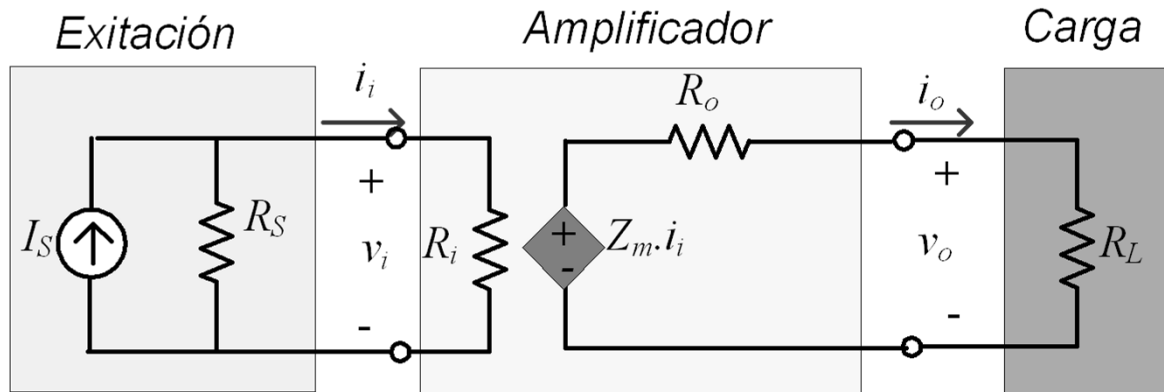 Exitación
Amplificador
Carga
i_i
R_o
i_o
+
+
I_S
R_S
v_i
R_i
+
-
Z_m.i_i
v_o
R_L
-
-